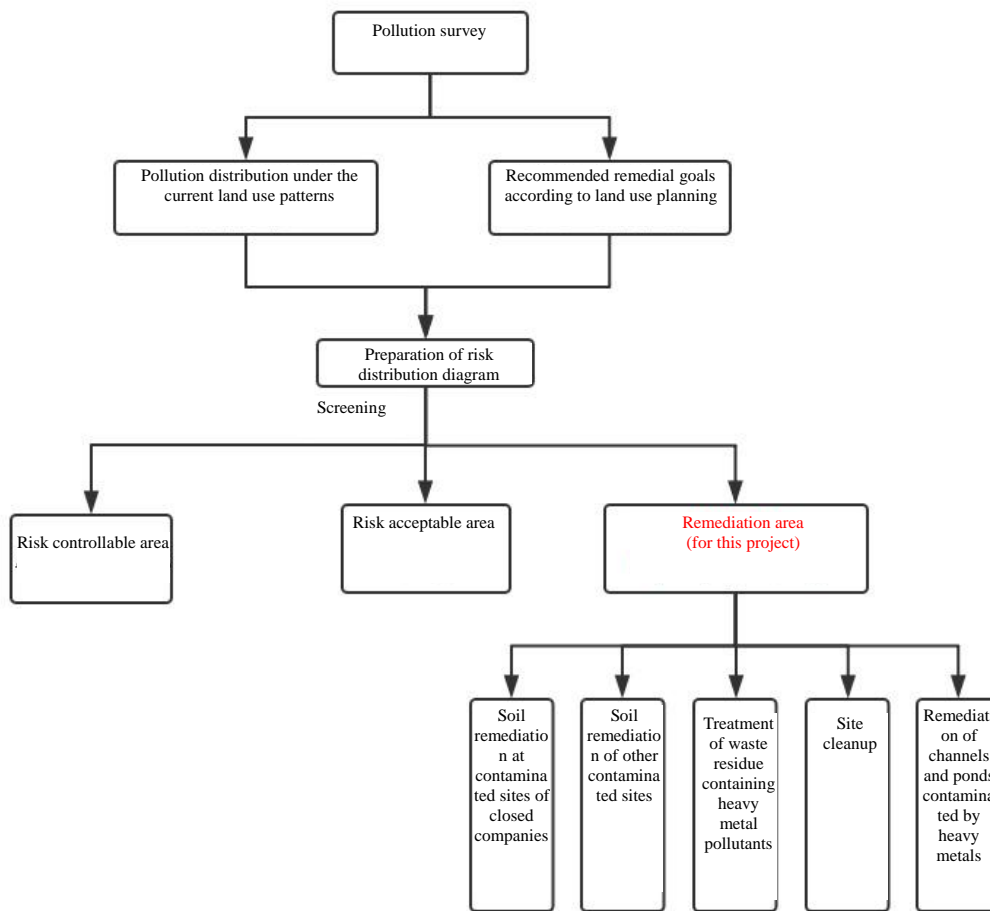 Pollution survey
Pollution distribution under the
current land use patterns
Recommended remedial goals
according to land use planning
Preparation of risk
distribution diagram
Screening
Risk controllable area
Risk acceptable area
Remediation area
(for this project)
Soil
remediatio
n at
contamina
ted sites of
closed
companies
Soil
remediatio
n of other
contamina
ted sites
Treatment
of waste
residue
containing
heavy
metal
pollutants
Site
cleanup
Remediat
on of
channels
and ponds
contamina
ted by
heavy
metals